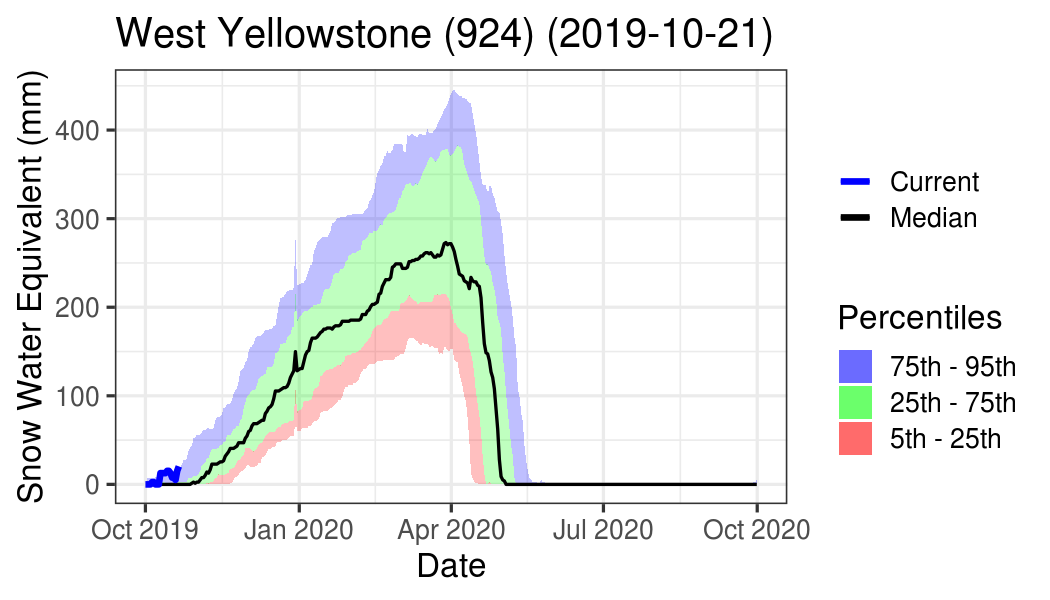 West Yellowstone (924) (2019-10-21)
Snow Water Equivalent (mm)
400
300
200
100
0
Oct 2019
Jan 2020
Apr 2020
Jul 2020
Oct 2020
Date
Current
Median
Percentiles
75th - 95th
25th - 75th
5th - 25th